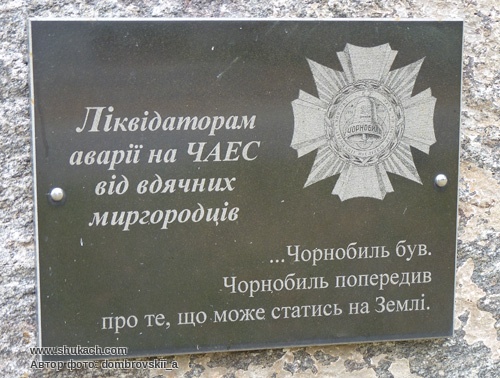 Ліквідаторам
аварії на ЧАЕС
від вдячних
миргородців
ЧОРНОБИЛЬ
...Чорнобиль був.
Чорнобиль попередив
про те, що може статись на Землі.
www.shukach.com
Автор фото: dombrovskii_a